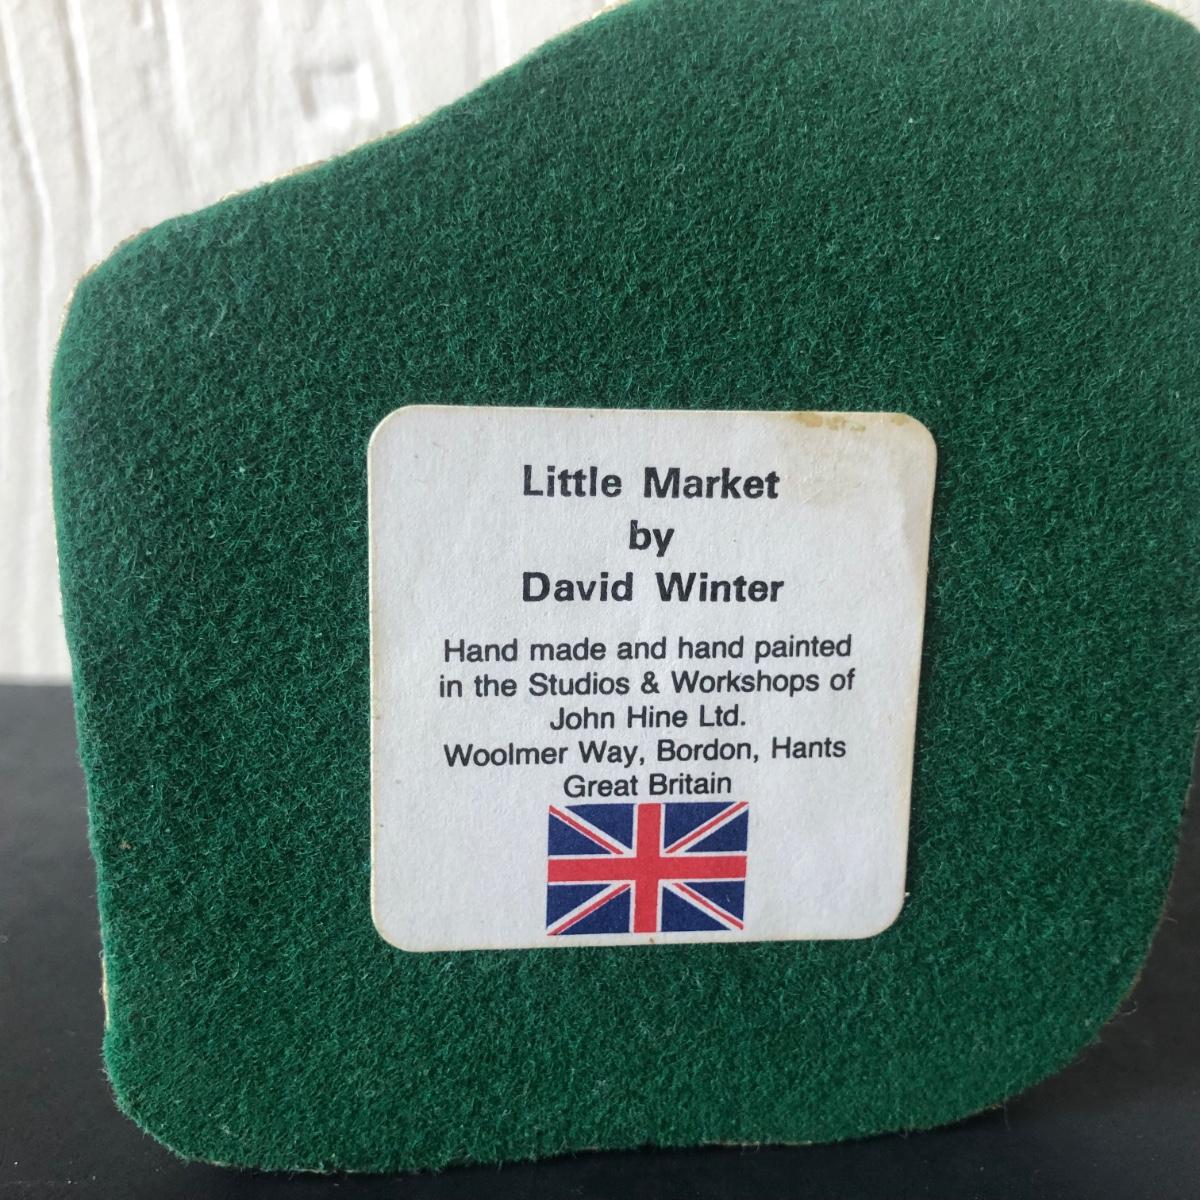 Little Market
by
David Winter
Hand made and hand painted
in the Studios & Workshops of
John Hine Ltd.
Woolmer Way, Bordon, Hants
Great Britain